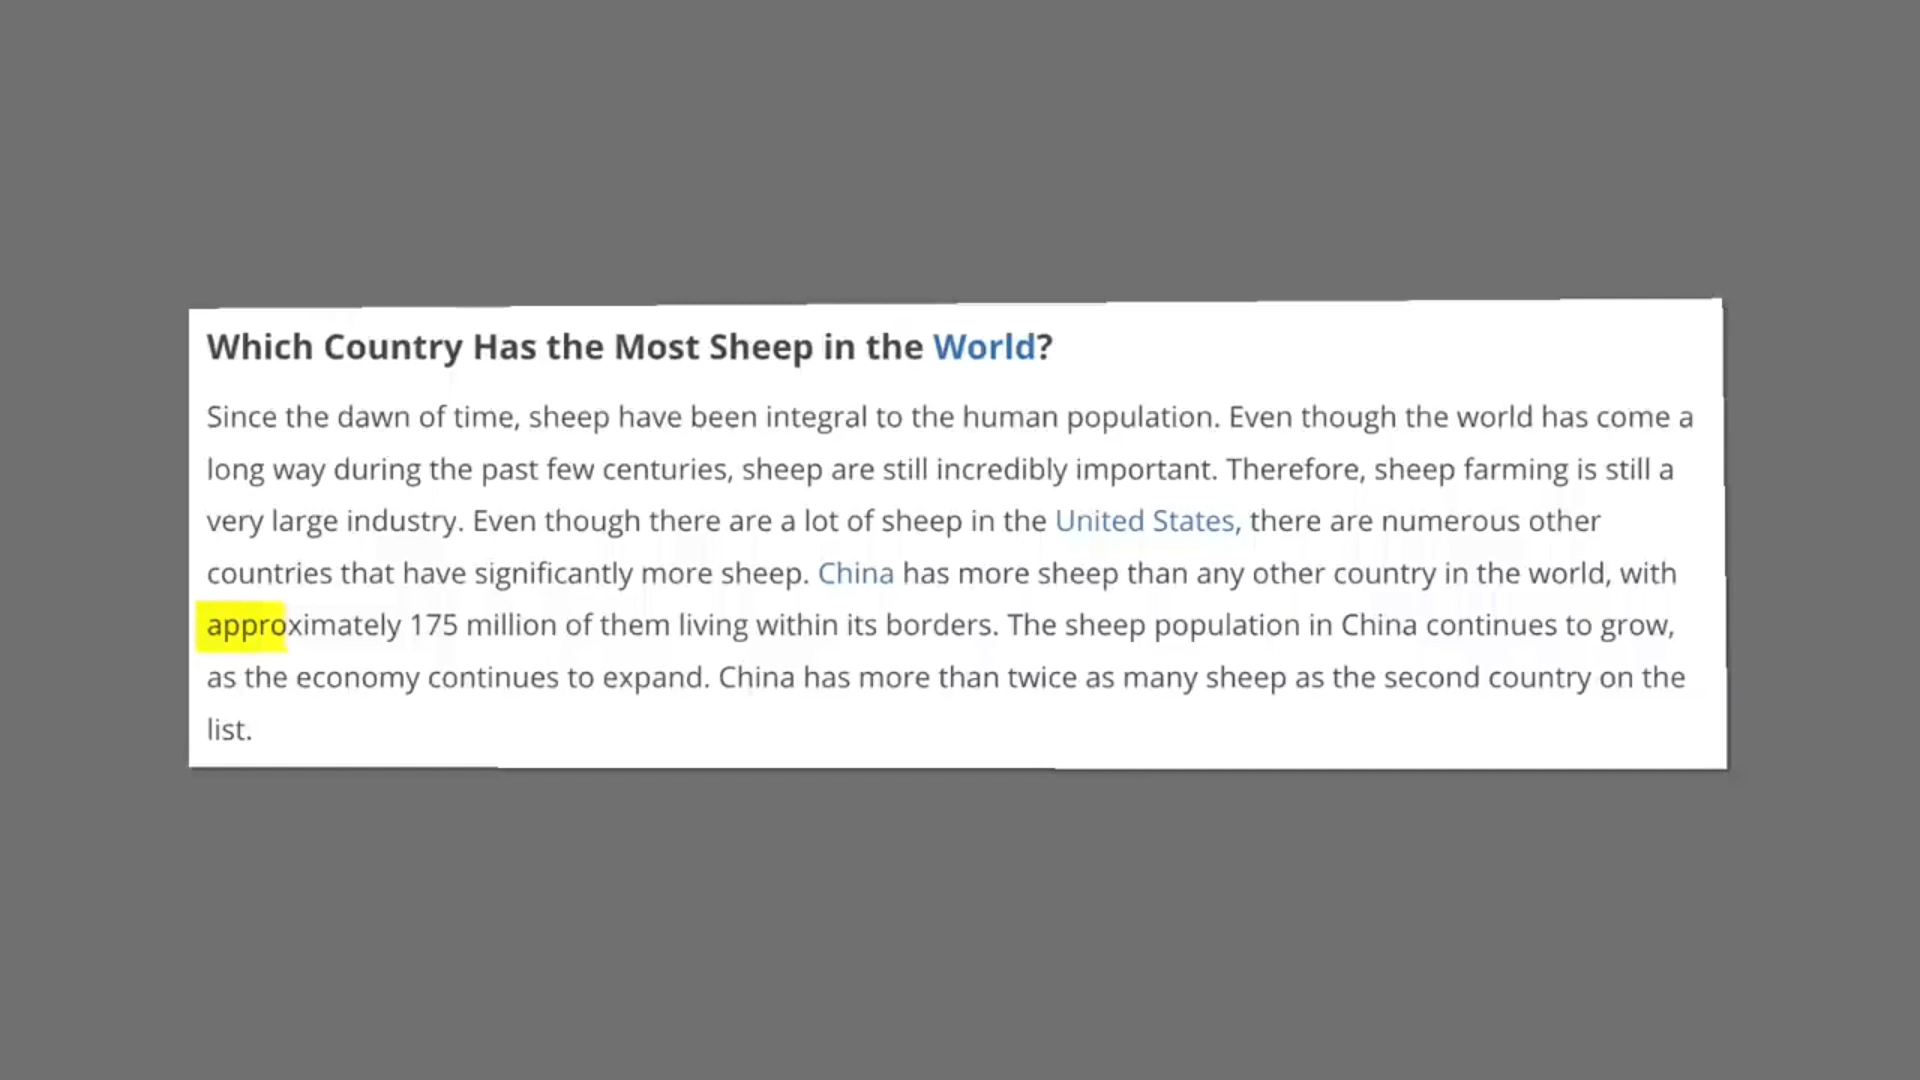 Which Country Has the Most Sheep in the World?
Since the dawn of time, sheep have been integral to the human population. Even though the world has come a
long way during the past few centuries, sheep are still incredibly important. Therefore, sheep farming is still a
very large industry. Even though there are a lot of sheep in the United States, there are numerous other
countries that have significantly more sheep. China has more sheep than any other country in the world, with
approximately 175 million of them living within its borders. The sheep population in China continues to grow,
as the economy continues to expand. China has more than twice as many sheep as the second country on the
list.